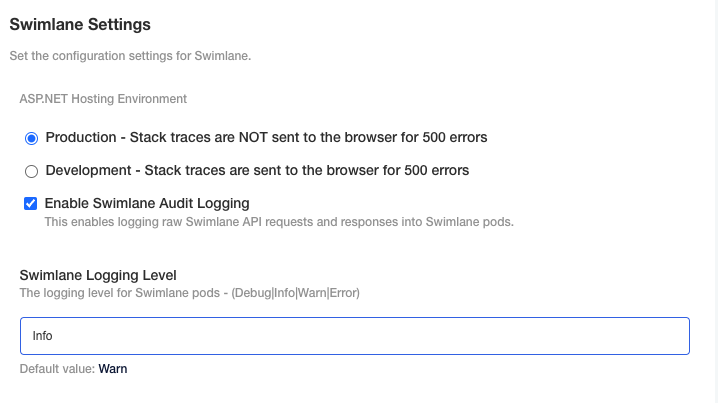 Swimlane Settings
Set the configuration settings for Swimlane.
ASP.NET Hosting Environment
Production - Stack traces are NOT sent to the browser for 500 errors
Development - Stack traces are sent to the browser for 500 errors
Enable Swimlane Audit Logging
This enables logging raw Swimlane API requests and responses into Swimlane pods.
Swimlane Logging Level
The logging level for Swimlane pods - (Debug|Info|Warn|Error)
Info
Default value: Warn